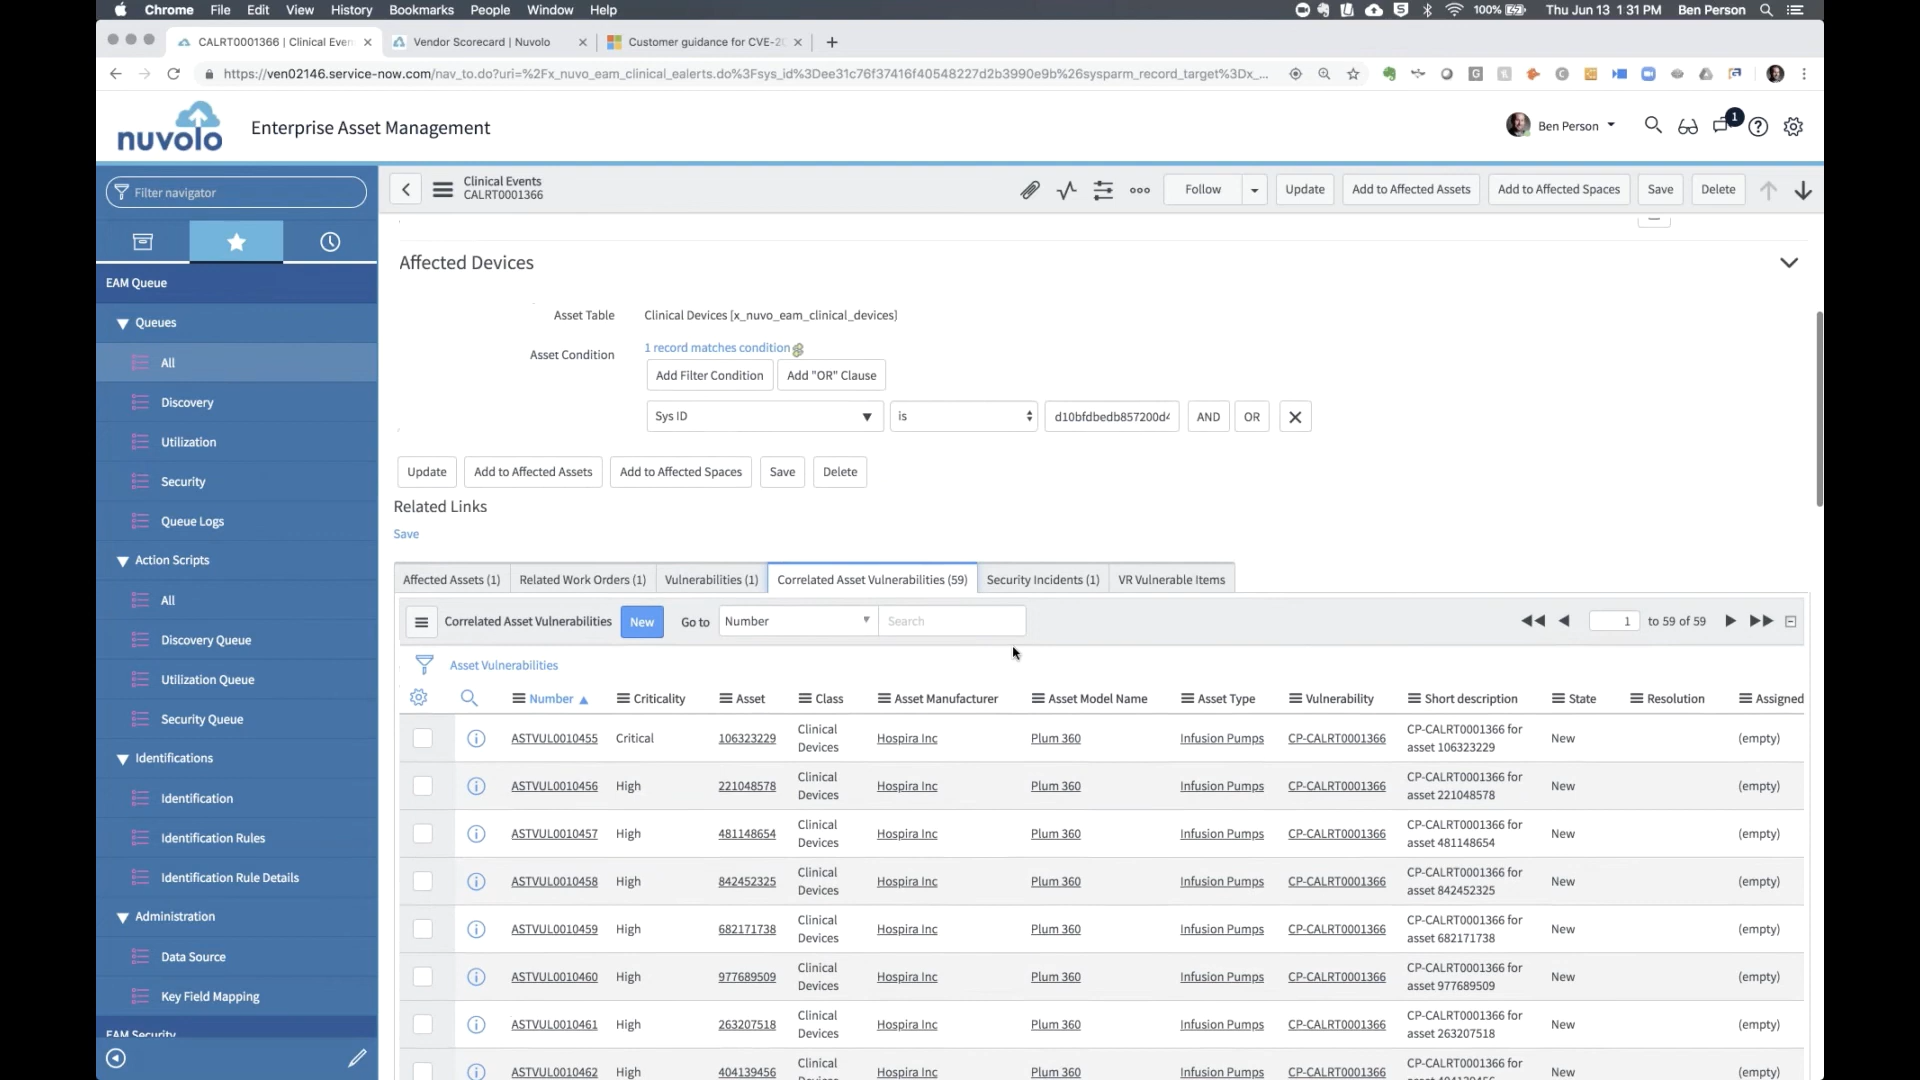 Chrome File Edit View History Bookmarks People Window Help 100% Thu Jun 13 1 31 PM Ben Person
CALRT0001366 | Clinical Even Vendor Scorecard | Nuvolo Customer guidance for CVE-20
https://ven02146.service-now.com/nav_to.do?uri=%2Fx_nuvo_eam_clinical_ealerts.do%3Fsys_id%3Dee31c76f37416f40548227d2b3990e9b%26sysparm_record_target%3Dx_...
nuvolo Enterprise Asset Management Ben Person 1
Filter navigator
EAM Queue
Queues
All
Discovery
Utilization
Security
Queue Logs
Action Scripts
All
Discovery Queue
Utilization Queue
Security Queue
Identifications
Identification
Identification Rules
Identification Rule Details
Administration
Data Source
Key Field Mapping
EAM Security
Clinical Events
CALRT0001366
Follow Update Add to Affected Assets Add to Affected Spaces Save Delete
Affected Devices
Asset Table Clinical Devices [x_nuvo_eam_clinical_devices]
Asset Condition 1 record matches condition
Add Filter Condition Add "OR" Clause
Sys ID is d10bfdbedb857200d4 AND OR
Update Add to Affected Assets Add to Affected Spaces Save Delete
Related Links
Save
Affected Assets (1) Related Work Orders (1) Vulnerabilities (1) Correlated Asset Vulnerabilities (59) Security Incidents (1) VR Vulnerable Items
Correlated Asset Vulnerabilities New Go to Number Search 1 to 59 of 59
Asset Vulnerabilities
Number Criticality Asset Class Asset Manufacturer Asset Model Name Asset Type Vulnerability Short description State Resolution Assigned
ASTVUL0010455 Critical 106323229 Clinical Devices Hospira Inc Plum 360 Infusion Pumps CP-CALRT0001366 CP-CALRT0001366 for asset 106323229 New (empty)
ASTVUL0010456 High 221048578 Clinical Devices Hospira Inc Plum 360 Infusion Pumps CP-CALRT0001366 CP-CALRT0001366 for asset 221048578 New (empty)
ASTVUL0010457 High 481148654 Clinical Devices Hospira Inc Plum 360 Infusion Pumps CP-CALRT0001366 CP-CALRT0001366 for asset 481148654 New (empty)
ASTVUL0010458 High 842452325 Clinical Devices Hospira Inc Plum 360 Infusion Pumps CP-CALRT0001366 CP-CALRT0001366 for asset 842452325 New (empty)
ASTVUL0010459 High 682171738 Clinical Devices Hospira Inc Plum 360 Infusion Pumps CP-CALRT0001366 CP-CALRT0001366 for asset 682171738 New (empty)
ASTVUL0010460 High 977689509 Clinical Devices Hospira Inc Plum 360 Infusion Pumps CP-CALRT0001366 CP-CALRT0001366 for asset 977689509 New (empty)
ASTVUL0010461 High 263207518 Clinical Devices Hospira Inc Plum 360 Infusion Pumps CP-CALRT0001366 CP-CALRT0001366 for asset 263207518 New (empty)
ASTVUL0010462 High 404139456 Clinical Hospira Inc Plum 360 Infusion Pumps CP-CALRT0001366 CP-CALRT0001366 for New (empty)